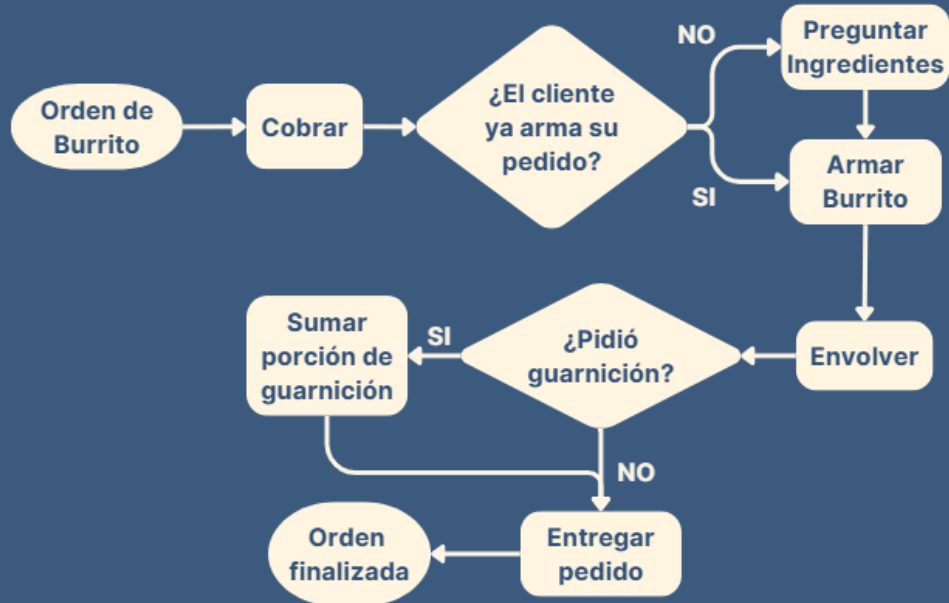 Orden de
Burrito
Cobrar
¿El cliente
ya arma su
pedido?
NO
Preguntar
Ingredientes
SI
Armar
Burrito
Envolver
¿Pidió
guarnición?
SI
Sumar
porción de
guarnición
NO
Entregar
pedido
Orden
finalizada